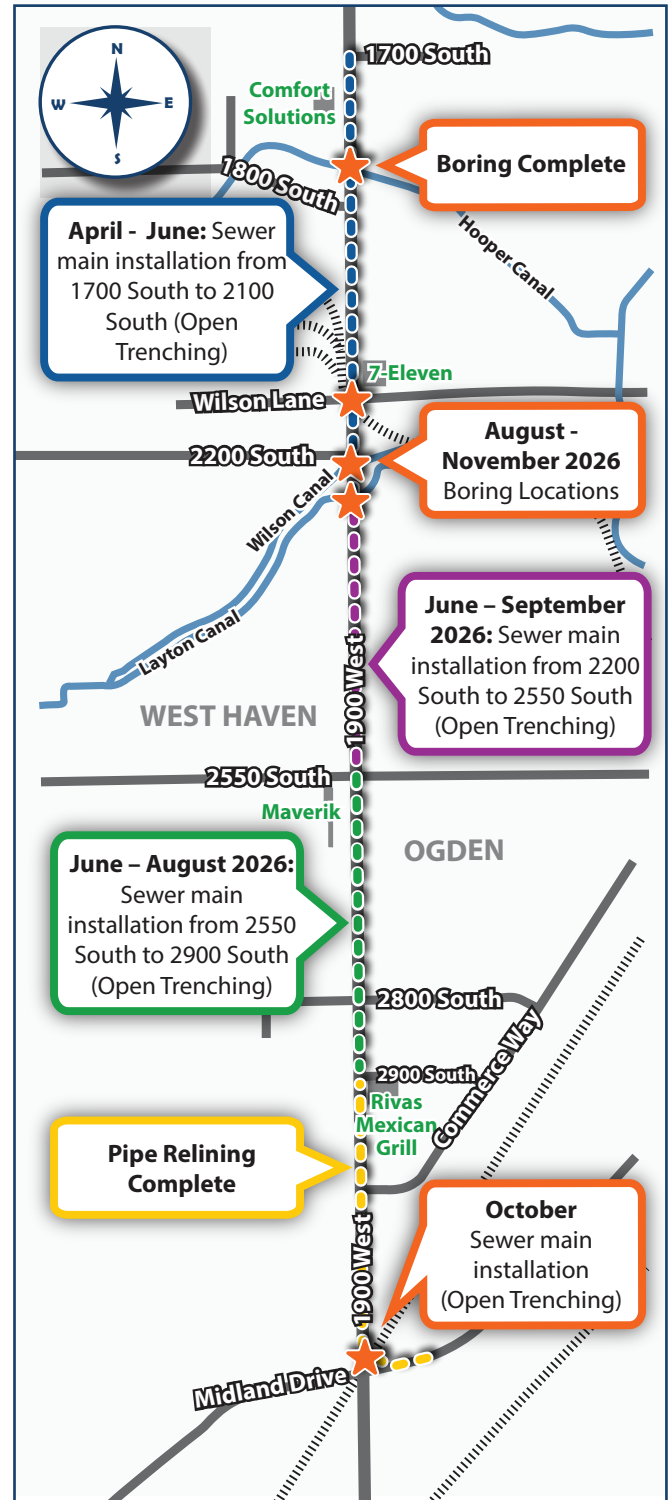 N
W
E
S
1700 South
Comfort
Solutions
Boring Complete
1800 South
Hooper Canal
April - June: Sewer
main installation from
1700 South to 2100
South (Open
Trenching)
7-Eleven
Wilson Lane
August -
November 2026
Boring Locations
2200 South
Wilson Canal
Layton Canal
June – September
2026: Sewer main
installation from 2200
South to 2550 South
(Open Trenching)
1900 West
WEST HAVEN
2550 South
Maverik
OGDEN
June – August 2026:
Sewer main
installation from 2550
South to 2900 South
(Open Trenching)
2800 South
Commerce Way
2900 South
Rivas
Mexican
Grill
Pipe Relining
Complete
1900 West
October
Sewer main
installation
(Open Trenching)
Midland Drive